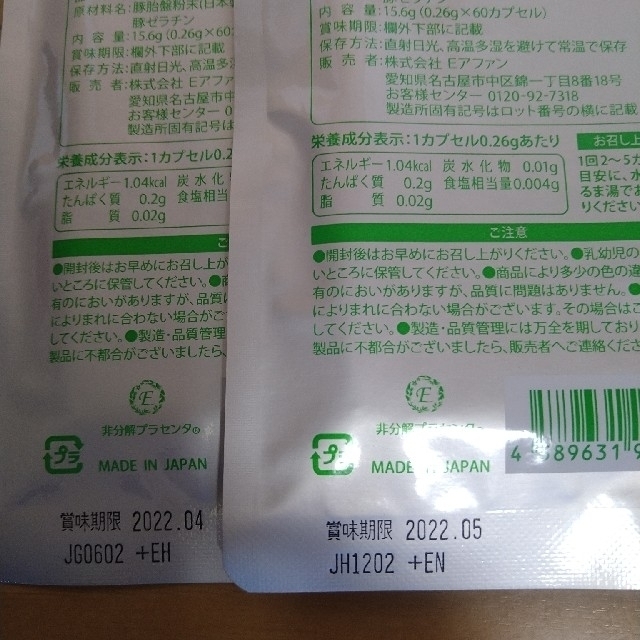 原材料名:豚胎盤粉末(日本
豚ゼラチン
内 容 量:15.6g(0.26g×60カ
賞味期限:欄外下部に記載
保存方法:直射日光、高温多
販 売 者:株式会社 Eアファン
愛知県名古屋市中
お客様センター 0
製造所固有記号は
栄養成分表示:1カプセル0.2
エネルギー1.04kcal 炭 水 化
たんぱく質 0.2g 食塩相当
脂 質 0.02g
●開封後はお早めにお召し上が
いところに保管してください。●
有のにおいがありますが、品質
によりまれに合わない場合が
してください。●製造・品質管理
製品に不都合がございましたら、
E
非分解プラセンタ®
プラ
MADE IN JAPAN
賞味期限 2022.04
JG0602 +EH
内 容 量:15.6g(0.26g×60カプセル)
賞味期限:欄外下部に記載
保存方法:直射日光、高温多湿を避けて常温で保存
販 売 者:株式会社 Eアファン
愛知県名古屋市中区錦一丁目8番18号
お客様センター 0120-92-7318
製造所固有記号はロット番号の横に記載
栄養成分表示:1カプセル0.26gあたり
エネルギー1.04kcal 炭 水 化 物 0.01g
たんぱく質 0.2g 食塩相当量0.004g
脂 質 0.02g
お召し上
1回2~5カ
目安に、水
るま湯でお
りくださ
ご注意
●開封後はお早めにお召し上がりください。●乳幼児の
いところに保管してください。●商品により多少の色の違
有のにおいがありますが、品質に問題はありません。●
によりまれに合わない場合がございます。その場合はご
してください。●製造・品質管理には万全を期しており
製品に不都合がございましたら、販売者へご連絡くださ
E
非分解プラセンタ®
プラ
MADE IN JAPAN
賞味期限 2022.05
JH1202 +EN